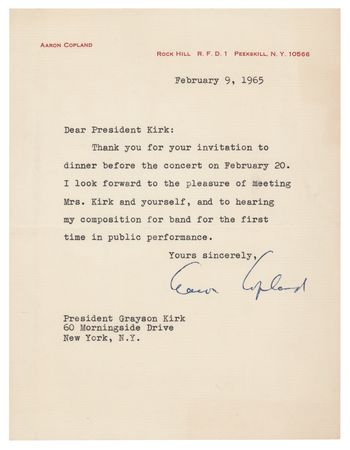 AARON COPLAND
ROCK HILL R. F. D. 1 PEEKSKILL, N. Y. 10566
February 9, 1965
Dear President Kirk:
Thank you for your invitation to
dinner before the concert on February 20.
I look forward to the pleasure of meeting
Mrs. Kirk and yourself, and to hearing
my composition for band for the first
time in public performance.
Yours sincerely,
Aaron Copland
President Grayson Kirk
60 Morningside Drive
New York, N.Y.